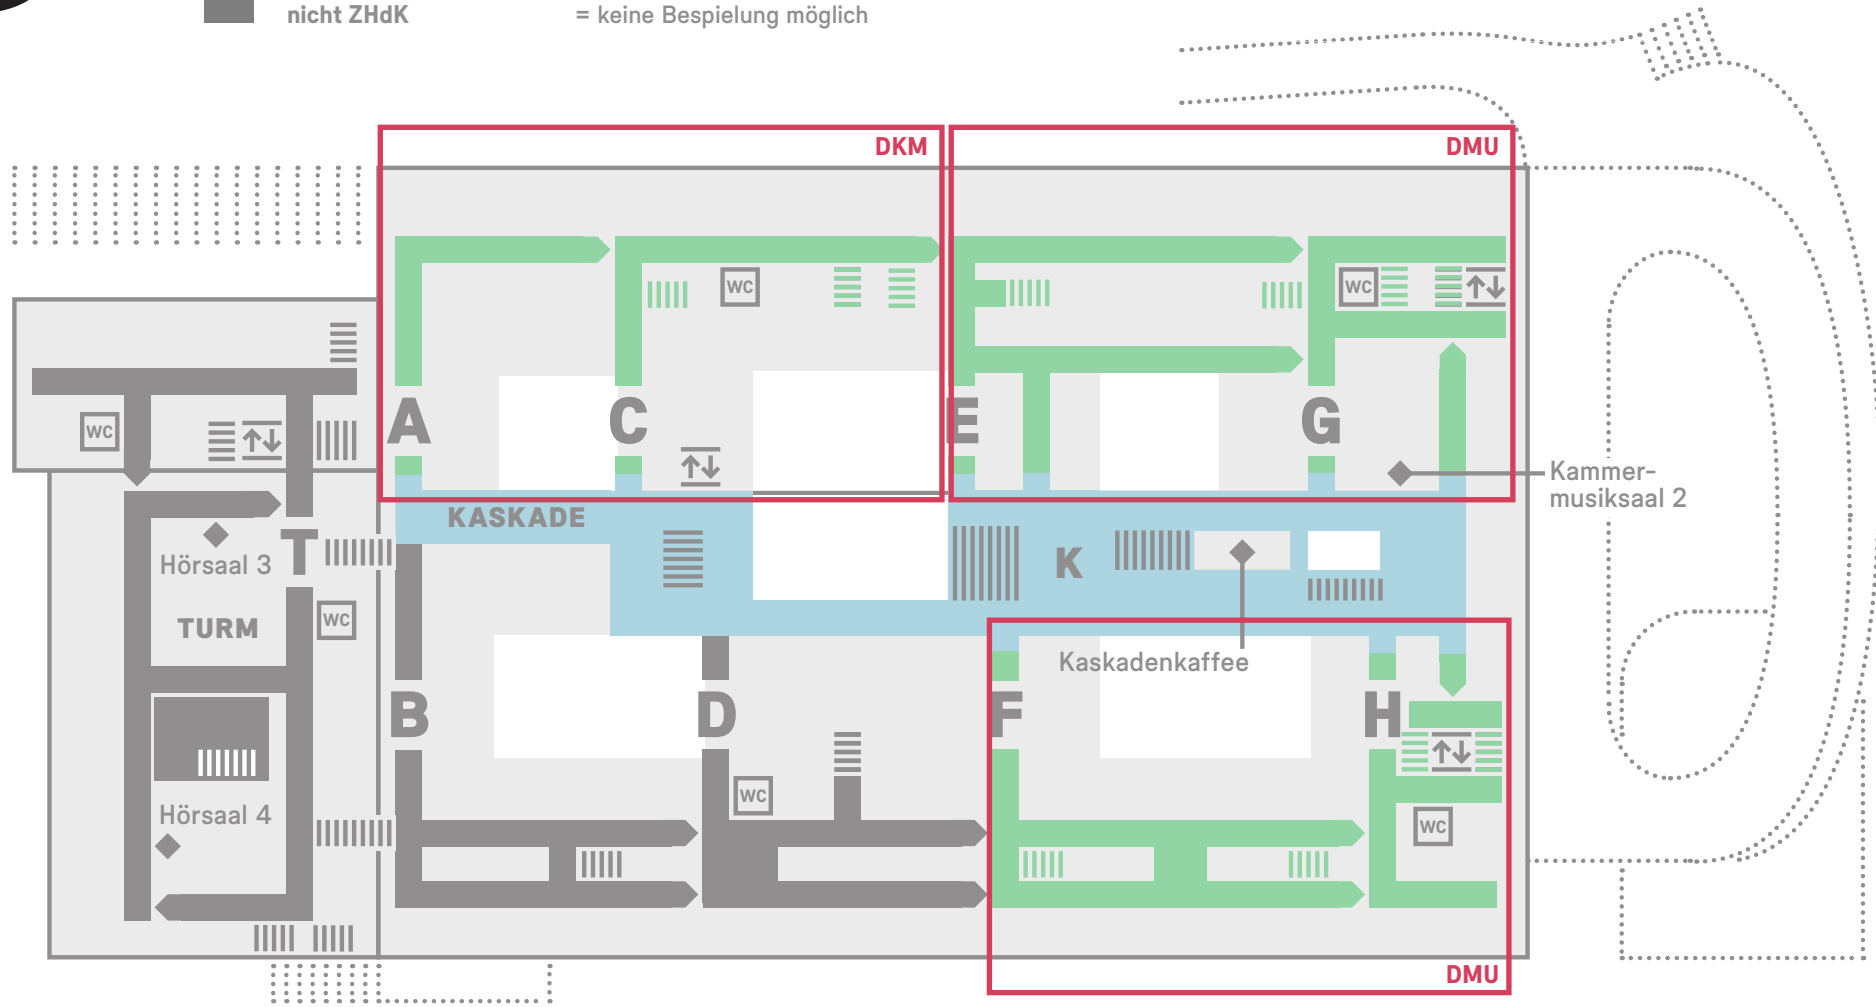 nicht ZHdK = keine Bespielung möglich
DKM
DMU
WC
WC
WC
A
C
E
G
Kammer-
musiksaal 2
KASKADE
Hörsaal 3
T
K
TURM
WC
Kaskadenkaffee
B
D
F
H
WC
Hörsaal 4
WC
DMU